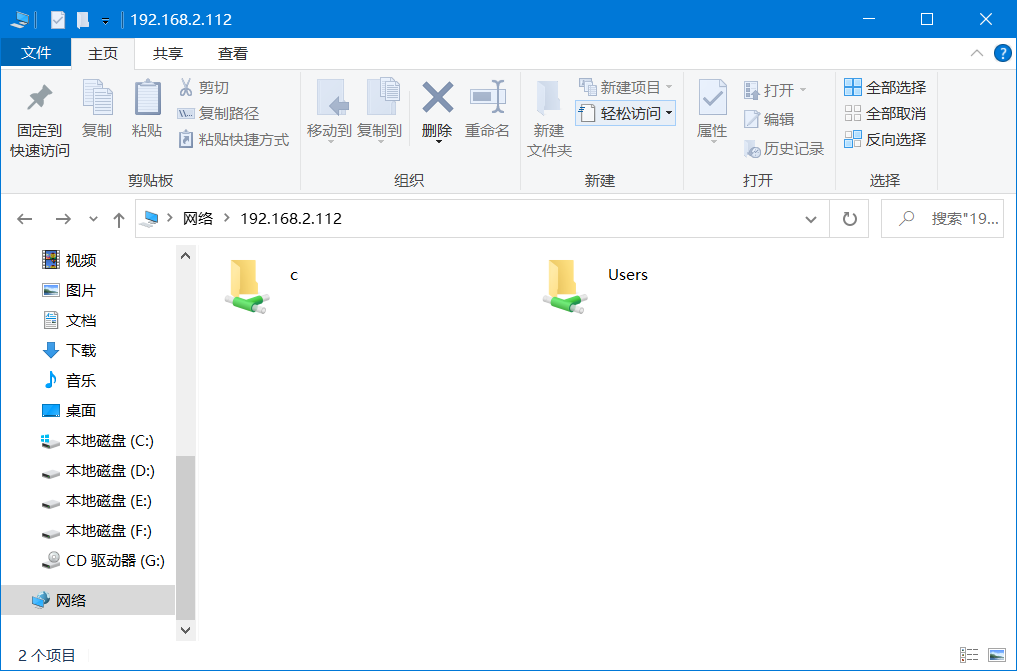 192.168.2.112
文件
主页
共享
查看
?
固定到
快速访问
复制
粘贴
剪切
复制路径
粘贴快捷方式
剪贴板
移动到
复制到
删除
重命名
组织
新建
文件夹
新建项目
轻松访问
新建
属性
打开
编辑
历史记录
打开
全部选择
全部取消
反向选择
选择
网络
192.168.2.112
搜索"19...
视频
图片
文档
下载
音乐
桌面
本地磁盘 (C:)
本地磁盘 (D:)
本地磁盘 (E:)
本地磁盘 (F:)
CD 驱动器 (G:)
网络
c
Users
2 个项目